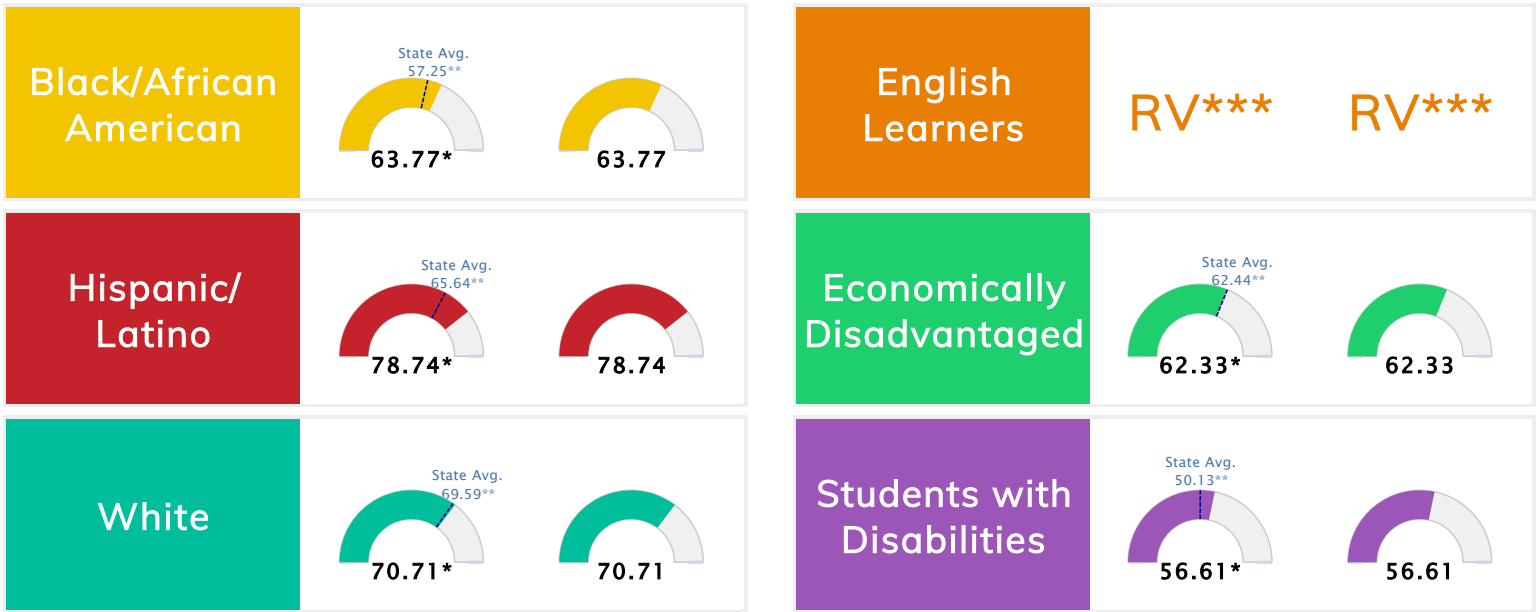 Black/African
American
State Avg.
57.25**
63.77*
63.77
English
Learners
RV***
RV***
Hispanic/
Latino
State Avg.
65.64**
78.74*
78.74
Economically
Disadvantaged
State Avg.
62.44**
62.33*
62.33
White
State Avg.
69.59**
70.71*
70.71
Students with
Disabilities
State Avg.
50.13**
56.61*
56.61